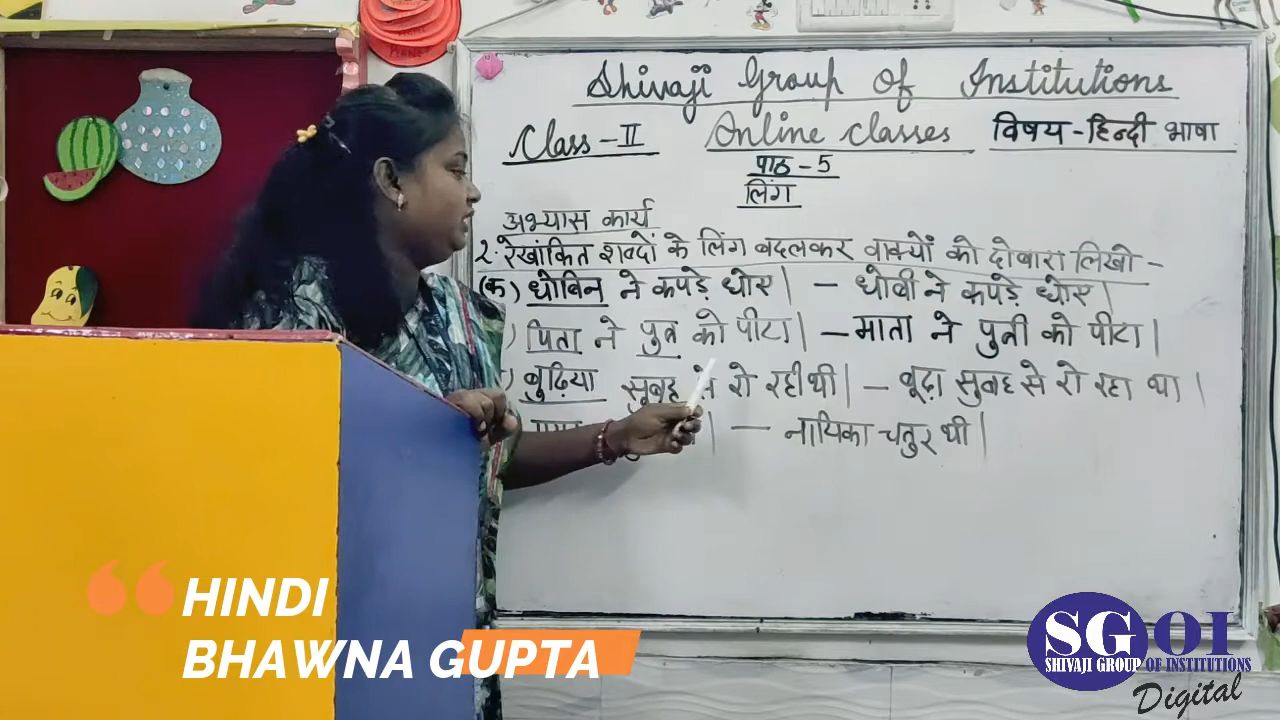 Shivaji Group of Institutions
Class-II Online Classes विषय-हिन्दी भाषा
पाठ-5
लिंग
अभ्यास कार्य
2. रेखांकित शब्दों के लिंग बदलकर वाक्यों को दोबारा लिखो -
(क) धोबिन ने कपड़े धोए। - धोबी ने कपड़े धोए।
) पिता ने पुत्र को पीटा। - माता ने पुत्री को पीटा।
) बुढ़िया सुबह से रो रही थी। - बूढ़ा सुबह से रो रहा था।
। - नायिका चतुर थी।
HINDI
BHAWNA GUPTA
SGOI
SHIVAJI GROUP OF INSTITUTIONS
Digital